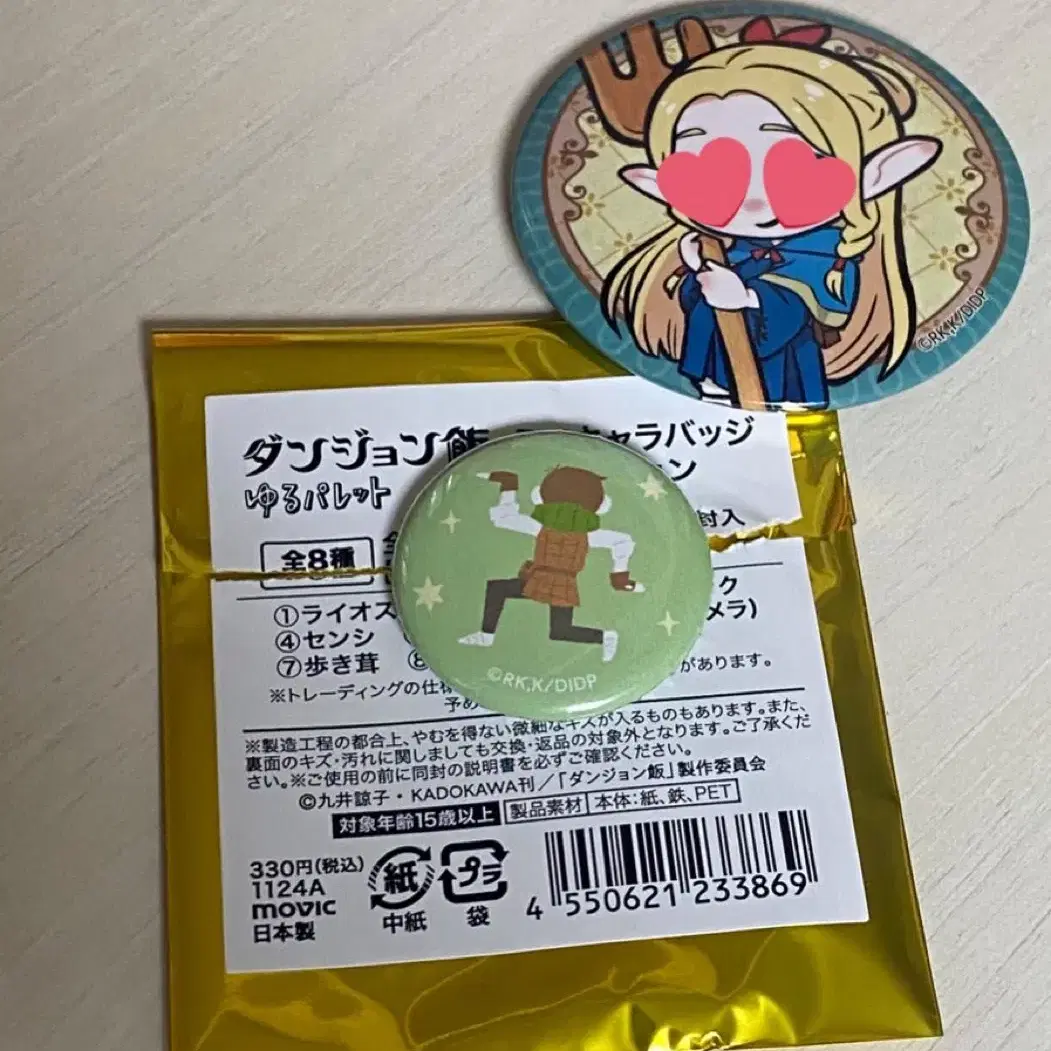 ©RK,K/DIDP
ダンジョン飯 キャラバッジ
ゆるパレット
ン
封入
全8種
①ライオス
ク
④センシ
メラ)
⑦歩き茸 ⑧
があります。
※トレーディングの仕様
予め
©RK,K/DIDP
※製造工程の都合上、やむを得ない微細なキズが入るものもあります。また、
裏面のキズ・汚れに関しましても交換・返品の対象外となります。ご了承くだ
さい。※ご使用の前に同封の説明書を必ずご確認ください。
©九井諒子・KADOKAWA刊/「ダンジョン飯」製作委員会
対象年齢15歳以上 製品素材 本体:紙、鉄、PET
330円(税込)
1124A
movic
日本製
紙
中紙
プラ
袋
4 550621 233869